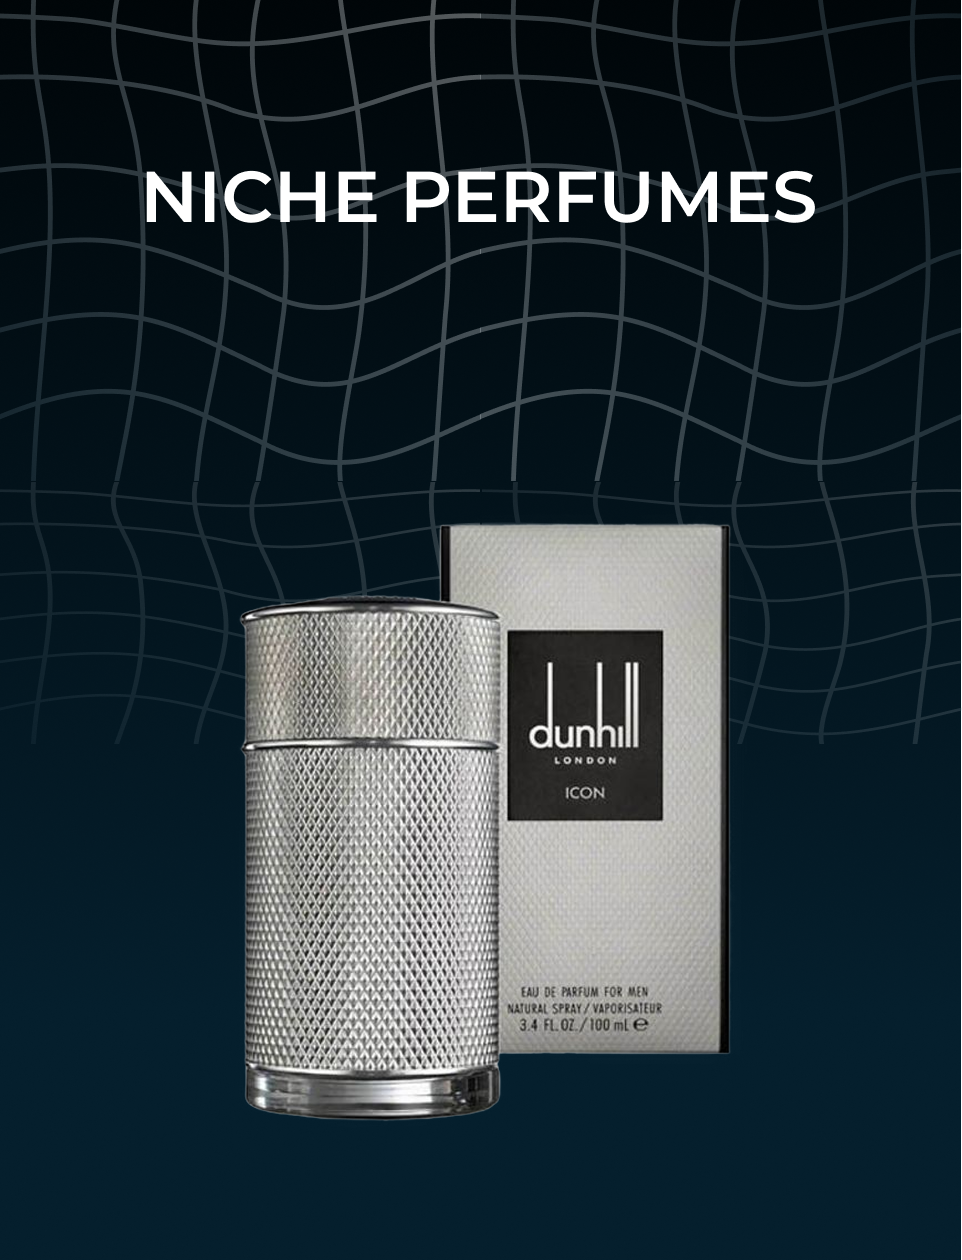 NICHE PERFUMES
dunhill
LONDON
ICON
EAU DE PARFUM FOR MEN
NATURAL SPRAY / VAPORISATEUR
3.4 FL. OZ. / 100 mL ℮